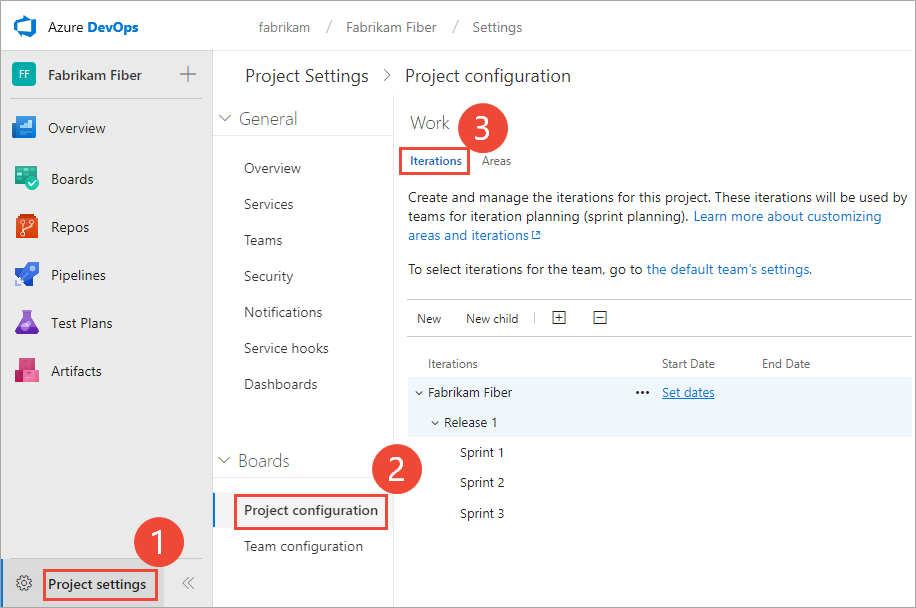 Azure DevOps
fabrikam / Fabrikam Fiber / Settings
FF Fabrikam Fiber
Overview
Boards
Repos
Pipelines
Test Plans
Artifacts
1
Project settings
Project Settings > Project configuration
General
Overview
Services
Teams
Security
Notifications
Service hooks
Dashboards
Boards
2
Project configuration
Team configuration
Work
3
Iterations Areas
Create and manage the iterations for this project. These iterations will be used by
teams for iteration planning (sprint planning). Learn more about customizing
areas and iterations
To select iterations for the team, go to the default team's settings.
New New child
Iterations Start Date End Date
Fabrikam Fiber ••• Set dates
Release 1
Sprint 1
Sprint 2
Sprint 3